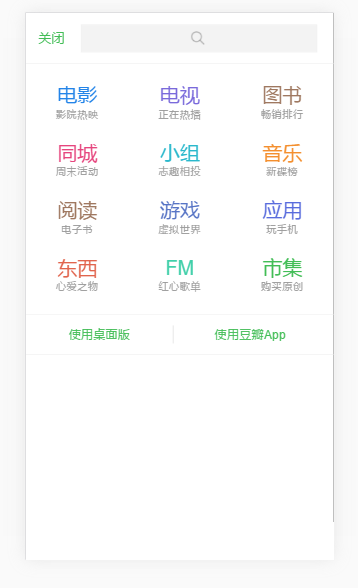 关闭
电影 电视 图书
影院热映 正在热播 畅销排行
同城 小组 音乐
周末活动 志趣相投 新碟榜
阅读 游戏 应用
电子书 虚拟世界 玩手机
东西 FM 市集
心爱之物 红心歌单 购买原创
使用桌面版 使用豆瓣App